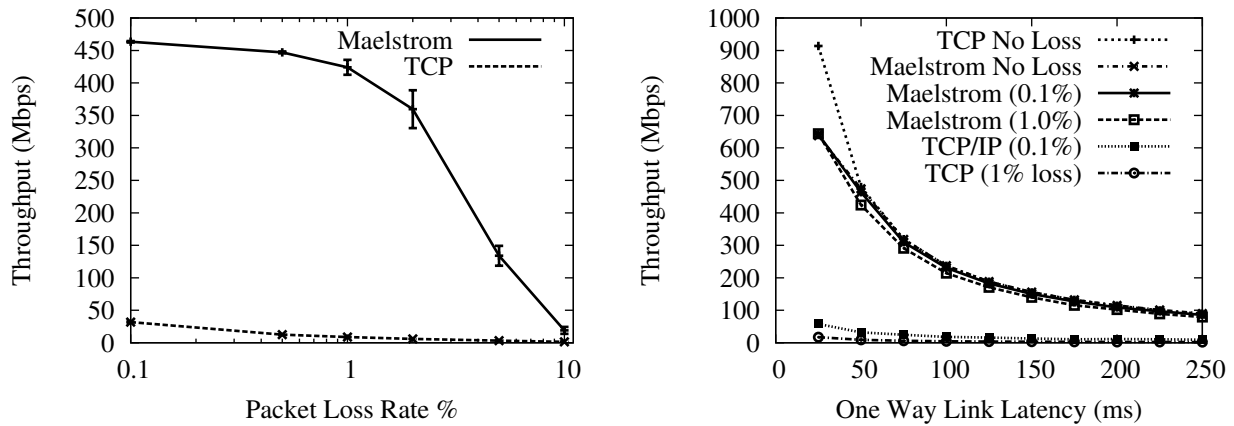 500
450
400
350
300
250
200
150
100
50
0
0.1
1
10
Throughput (Mbps)
Packet Loss Rate %
Maelstrom
TCP
1000
900
800
700
600
500
400
300
200
100
0
0
50
100
150
200
250
Throughput (Mbps)
One Way Link Latency (ms)
TCP No Loss
Maelstrom No Loss
Maelstrom (0.1%)
Maelstrom (1.0%)
TCP/IP (0.1%)
TCP (1% loss)